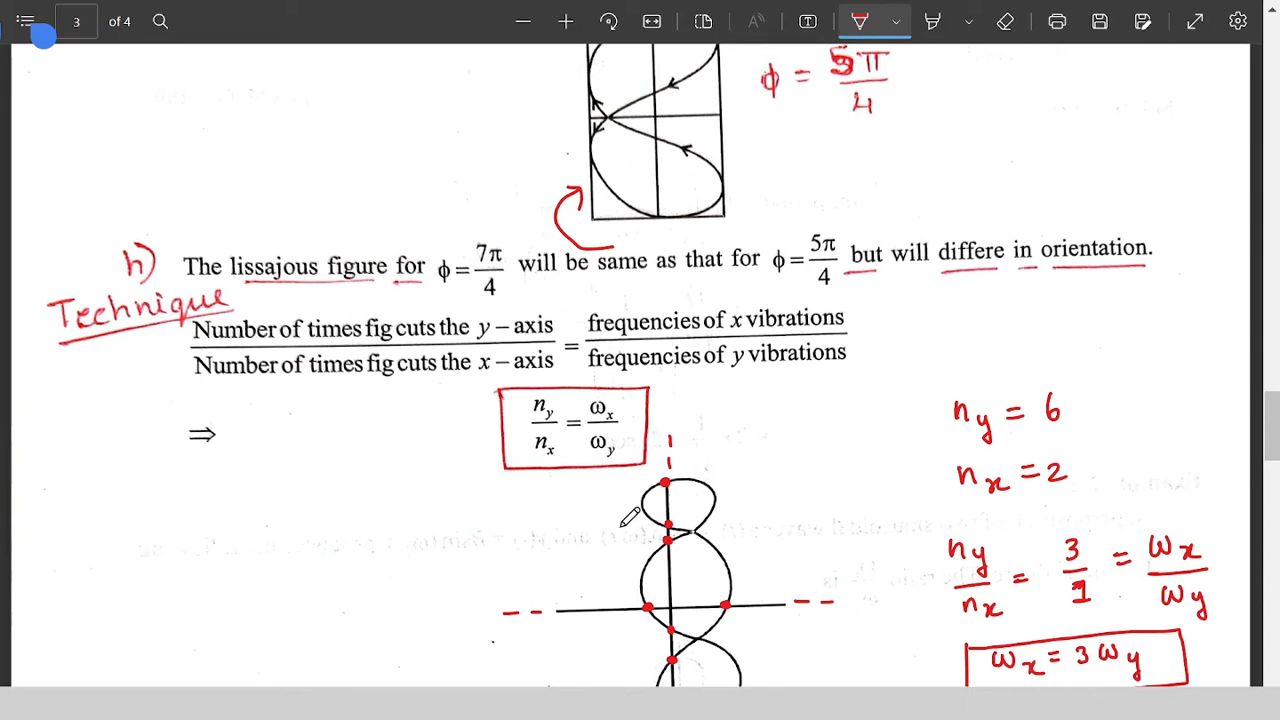 3 of 4
ϕ = 5π/4
h) The lissajous figure for ϕ = 7π/4 will be same as that for ϕ = 5π/4 but will differe in orientation.
Technique
Number of times fig cuts the y – axis / Number of times fig cuts the x – axis = frequencies of x vibrations / frequencies of y vibrations
⇒ n_y/n_x = ω_x/ω_y
n_y = 6
n_x = 2
n_y/n_x = 3/1 = ω_x/ω_y
ω_x = 3ω_y